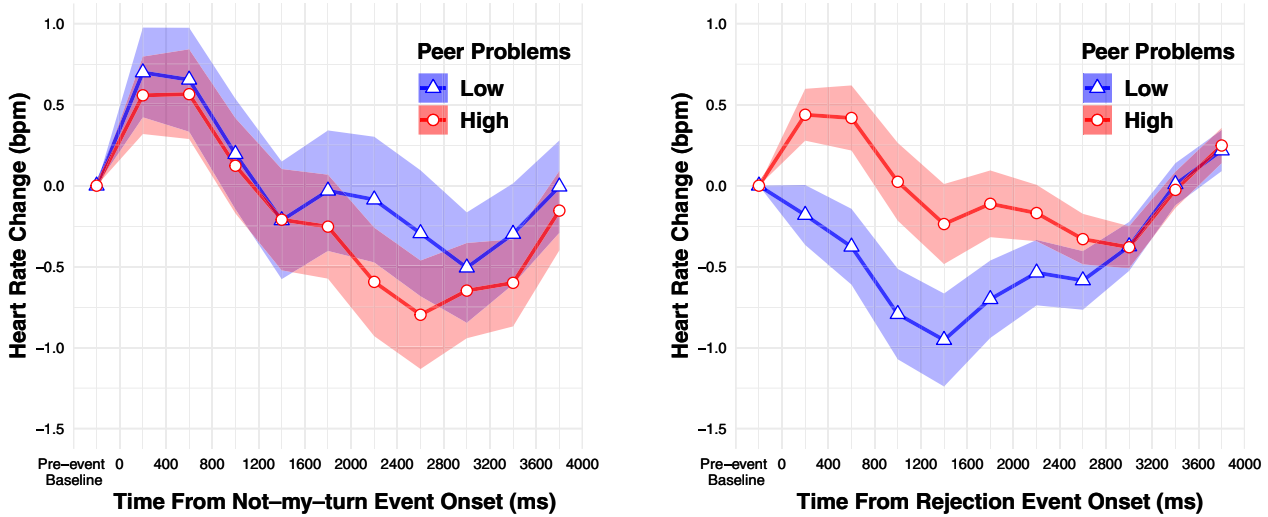 1.0
0.5
0.0
−0.5
−1.0
−1.5
Heart Rate Change (bpm)
Peer Problems
Low
High
Pre−event Baseline
0 400 800 1200 1600 2000 2400 2800 3200 3600 4000
Time From Not−my−turn Event Onset (ms)
1.0
0.5
0.0
−0.5
−1.0
−1.5
Heart Rate Change (bpm)
Peer Problems
Low
High
Pre−event Baseline
0 400 800 1200 1600 2000 2400 2800 3200 3600 4000
Time From Rejection Event Onset (ms)